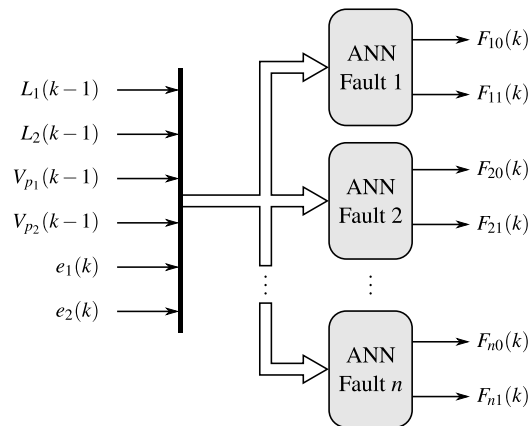 L₁(k−1)
L₂(k−1)
Vₚ₁(k−1)
Vₚ₂(k−1)
e₁(k)
e₂(k)
ANN
Fault 1
F₁₀(k)
F₁₁(k)
ANN
Fault 2
F₂₀(k)
F₂₁(k)
⋮
⋮
ANN
Fault n
Fₙ₀(k)
Fₙ₁(k)